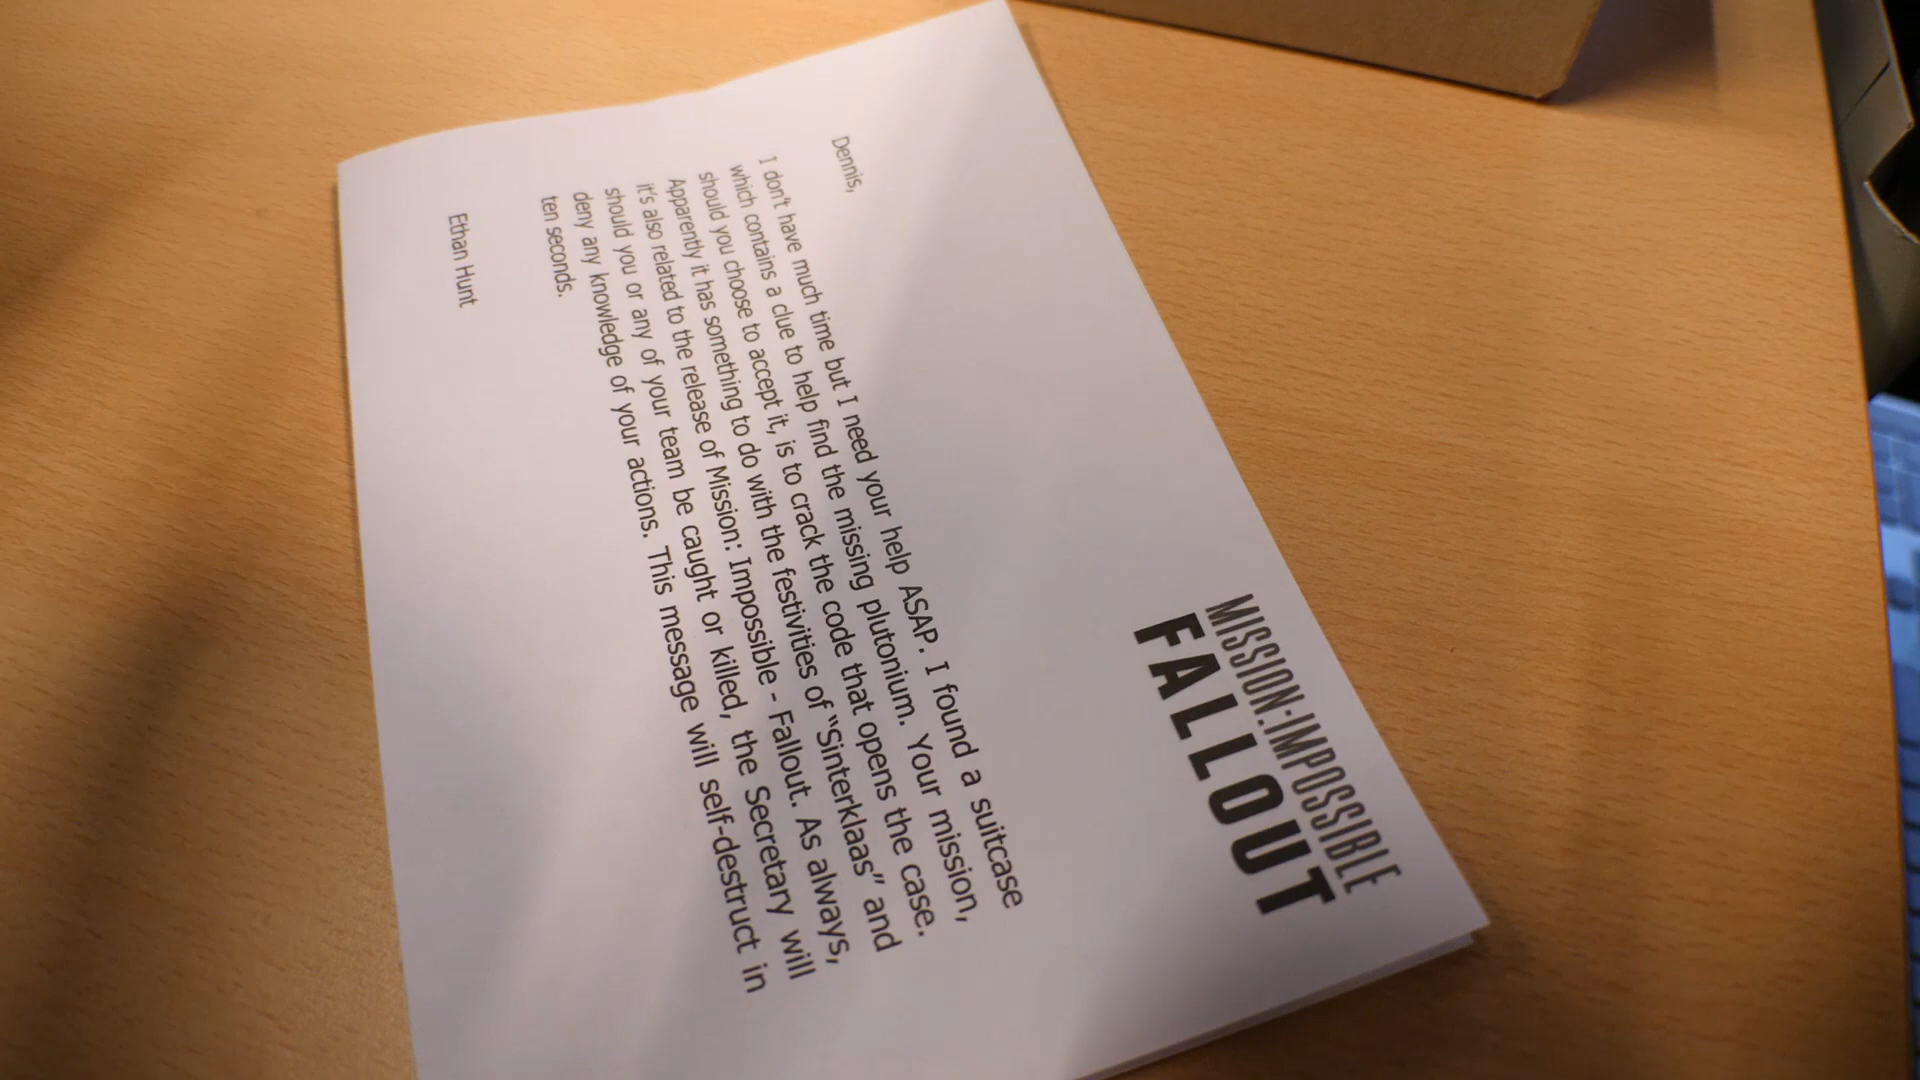 MISSION:IMPOSSIBLE
FALLOUT
Dennis,
I don't have much time but I need your help ASAP. I found a suitcase
which contains a clue to help find the missing plutonium. Your mission,
should you choose to accept it, is to crack the code that opens the case.
Apparently it has something to do with the festivities of “Sinterklaas” and
it's also related to the release of Mission: Impossible - Fallout. As always,
should you or any of your team be caught or killed, the Secretary will
deny any knowledge of your actions. This message will self-destruct in
ten seconds.
Ethan Hunt